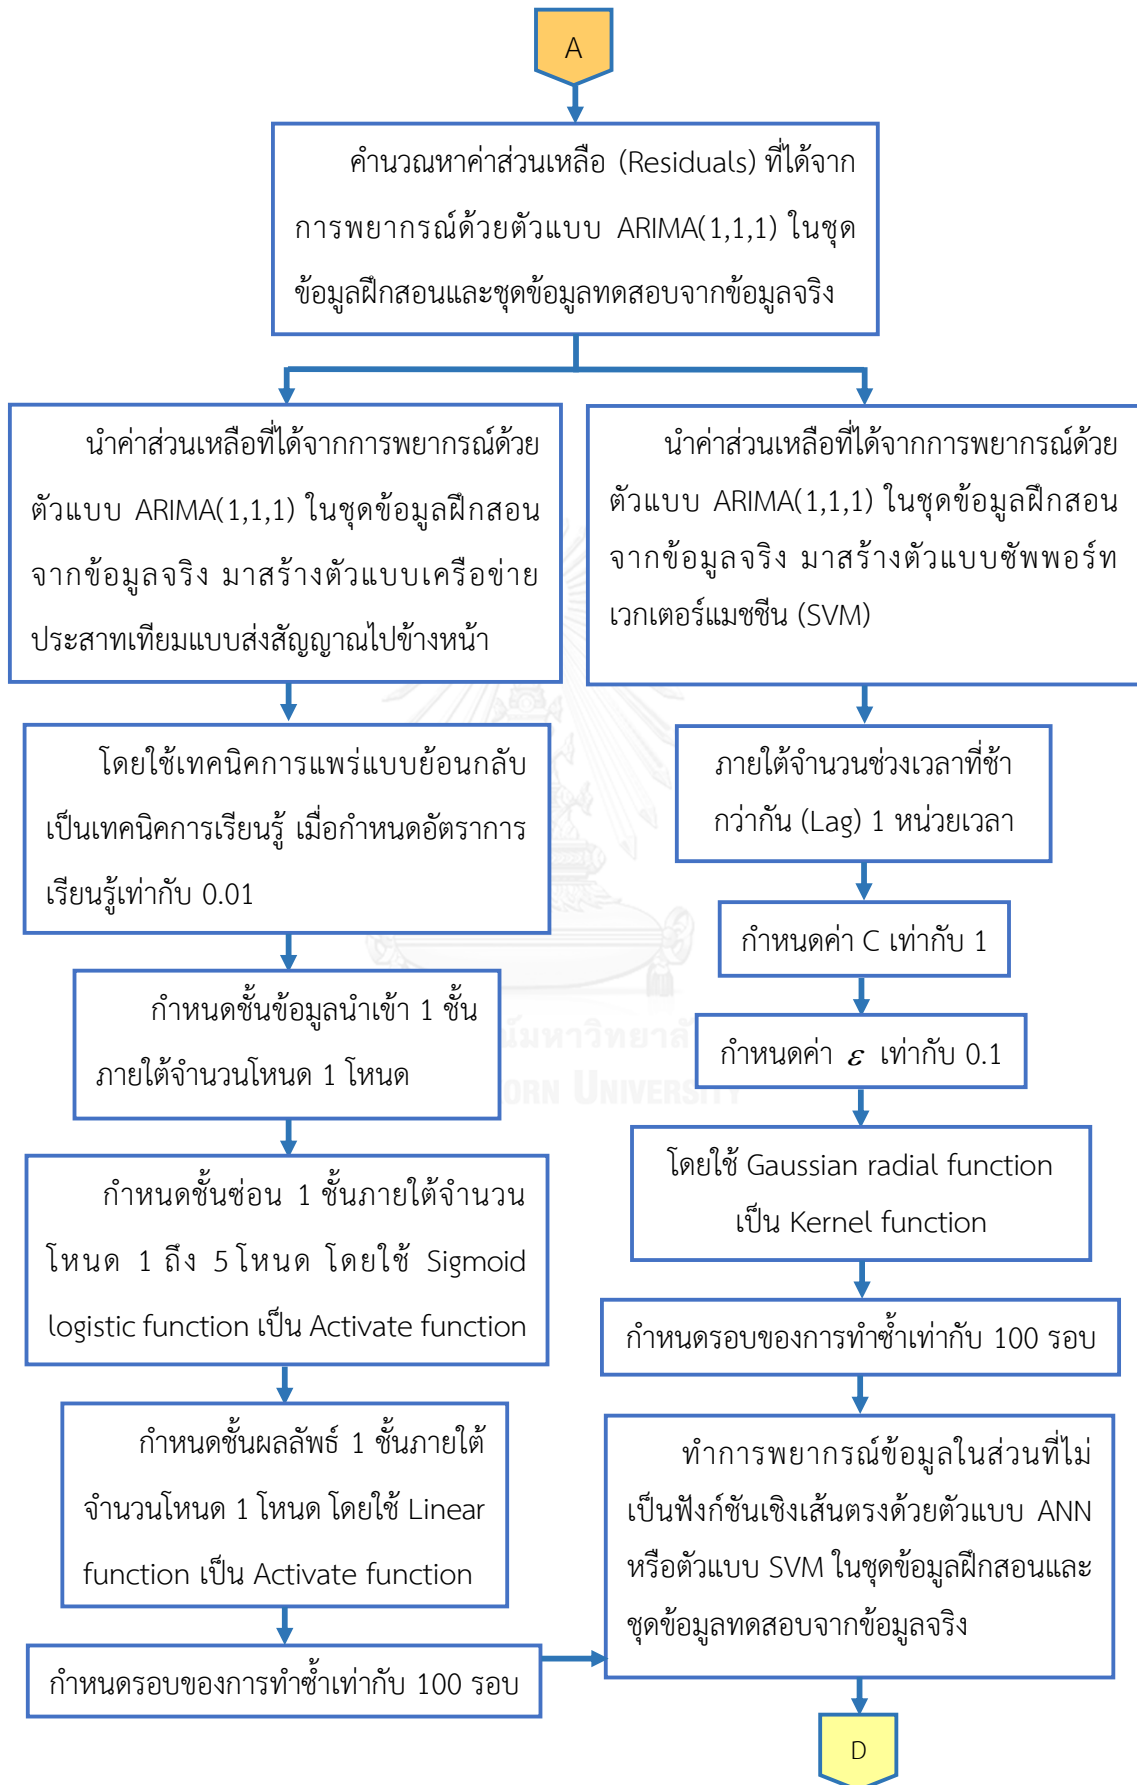 A
คำนวณหาค่าส่วนเหลือ (Residuals) ที่ได้จาก
การพยากรณ์ด้วยตัวแบบ ARIMA(1,1,1) ในชุด
ข้อมูลฝึกสอนและชุดข้อมูลทดสอบจากข้อมูลจริง
นำค่าส่วนเหลือที่ได้จากการพยากรณ์ด้วย
ตัวแบบ ARIMA(1,1,1) ในชุดข้อมูลฝึกสอน
จากข้อมูลจริง มาสร้างตัวแบบเครือข่าย
ประสาทเทียมแบบส่งสัญญาณไปข้างหน้า
โดยใช้เทคนิคการแพร่แบบย้อนกลับ
เป็นเทคนิคการเรียนรู้ เมื่อกำหนดอัตราการ
เรียนรู้เท่ากับ 0.01
กำหนดชั้นข้อมูลนำเข้า 1 ชั้น
ภายใต้จำนวนโหนด 1 โหนด
กำหนดชั้นซ่อน 1 ชั้นภายใต้จำนวน
โหนด 1 ถึง 5 โหนด โดยใช้ Sigmoid
logistic function เป็น Activate function
กำหนดชั้นผลลัพธ์ 1 ชั้นภายใต้
จำนวนโหนด 1 โหนด โดยใช้ Linear
function เป็น Activate function
กำหนดรอบของการทำซ้ำเท่ากับ 100 รอบ
นำค่าส่วนเหลือที่ได้จากการพยากรณ์ด้วย
ตัวแบบ ARIMA(1,1,1) ในชุดข้อมูลฝึกสอน
จากข้อมูลจริง มาสร้างตัวแบบซัพพอร์ท
เวกเตอร์แมชชีน (SVM)
ภายใต้จำนวนช่วงเวลาที่ช้า
กว่ากัน (Lag) 1 หน่วยเวลา
กำหนดค่า C เท่ากับ 1
กำหนดค่า ε เท่ากับ 0.1
โดยใช้ Gaussian radial function
เป็น Kernel function
กำหนดรอบของการทำซ้ำเท่ากับ 100 รอบ
ทำการพยากรณ์ข้อมูลในส่วนที่ไม่
เป็นฟังก์ชันเชิงเส้นตรงด้วยตัวแบบ ANN
หรือตัวแบบ SVM ในชุดข้อมูลฝึกสอนและ
ชุดข้อมูลทดสอบจากข้อมูลจริง
D